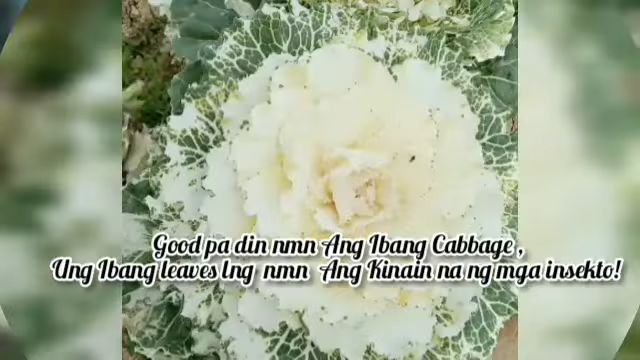 Good pa din nmn Ang Ibang Cabbage ,
Ung Ibang leaves lng nmn Ang Kinain na ng mga insekto!